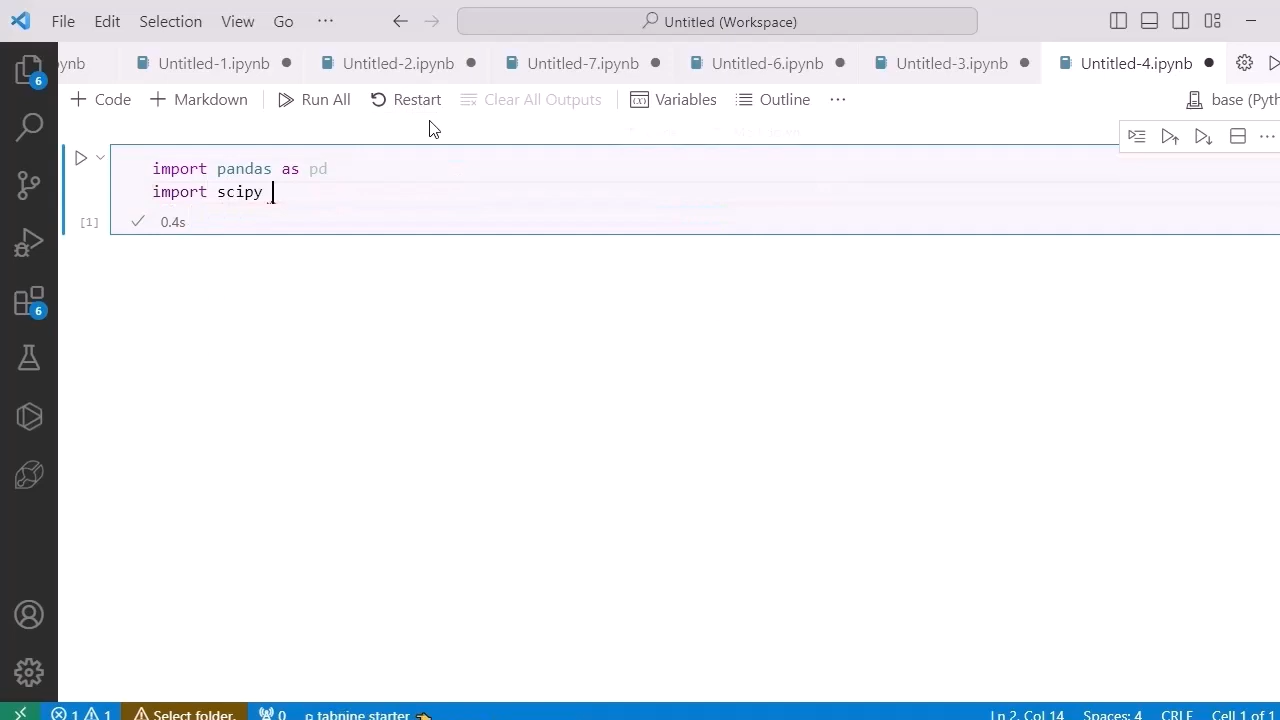 File Edit Selection View Go ··· Untitled (Workspace)
ynb Untitled-1.ipynb Untitled-2.ipynb Untitled-7.ipynb Untitled-6.ipynb Untitled-3.ipynb Untitled-4.ipynb
+ Code + Markdown Run All Restart Clear All Outputs Variables Outline ··· base (Pyth
import pandas as pd
import scipy
[1] 0.4s
6
6
1 1 Select folder. 0 tabnine starter Ln 2, Col 14 Spaces: 4 CRLF Cell 1 of 1